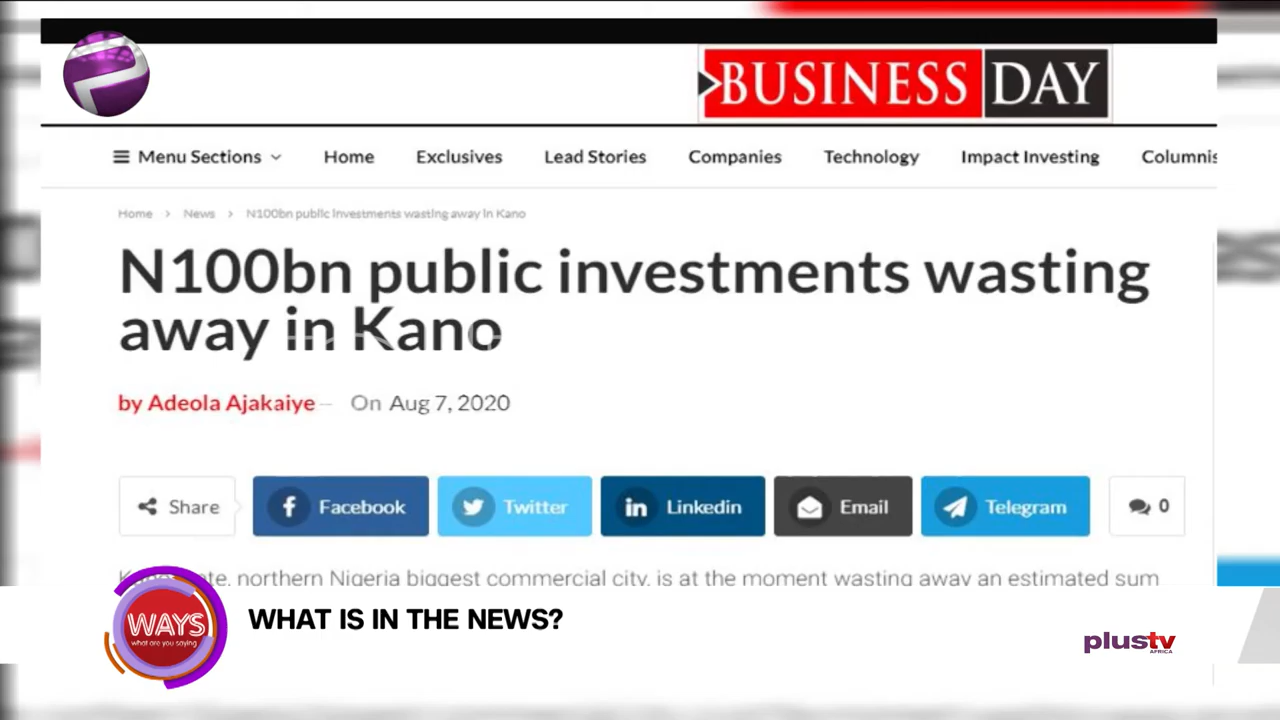 BUSINESS DAY
Menu Sections Home Exclusives Lead Stories Companies Technology Impact Investing Columnis
Home > News > N100bn public investments wasting away in Kano
N100bn public investments wasting
away in Kano
by Adeola Ajakaiye — On Aug 7, 2020
Share Facebook Twitter Linkedin Email Telegram 0
northern Nigeria biggest commercial city, is at the moment wasting away an estimated sum
WHAT IS IN THE NEWS?
WAYS
what are you saying
plustv
AFRICA